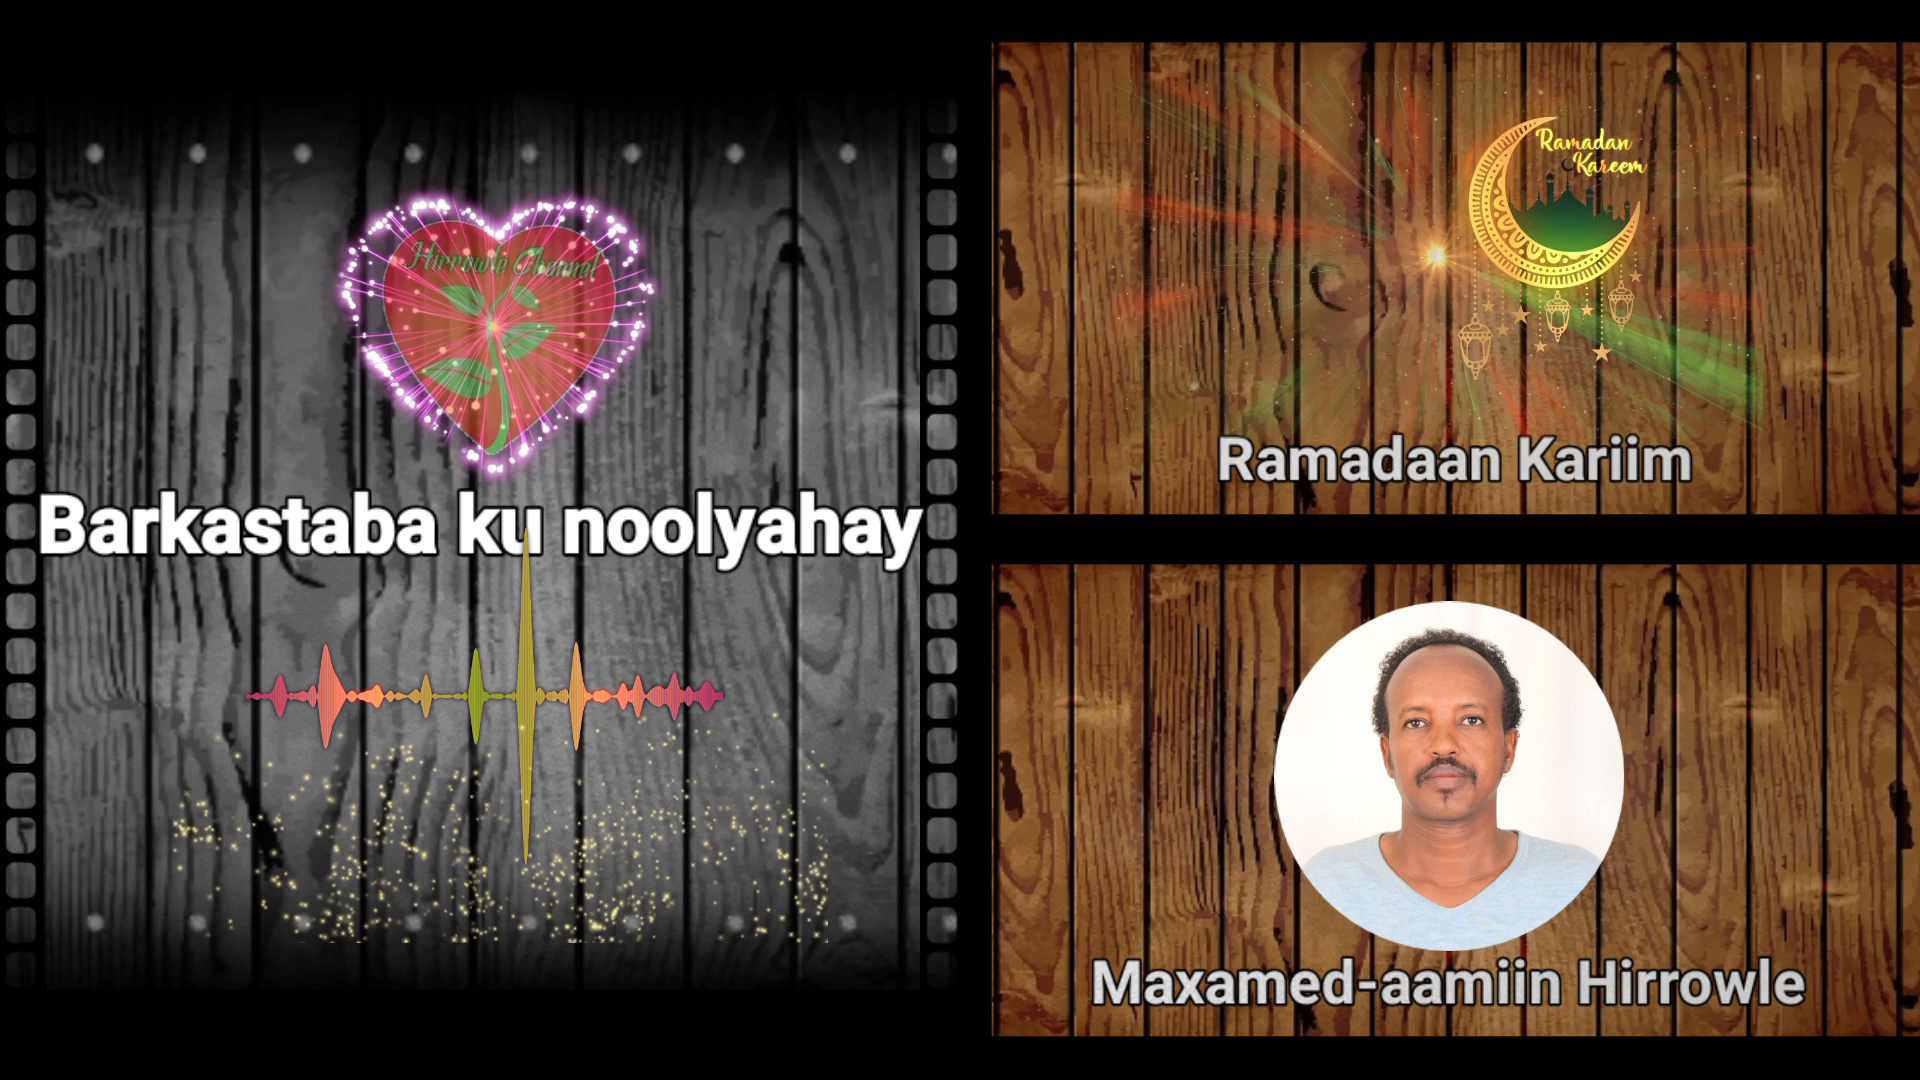 Hirrowle Channel
Barkastaba ku noolyahay
Ramadan
Kareem
Ramadaan Kariim
Maxamed-aamiin Hirrowle